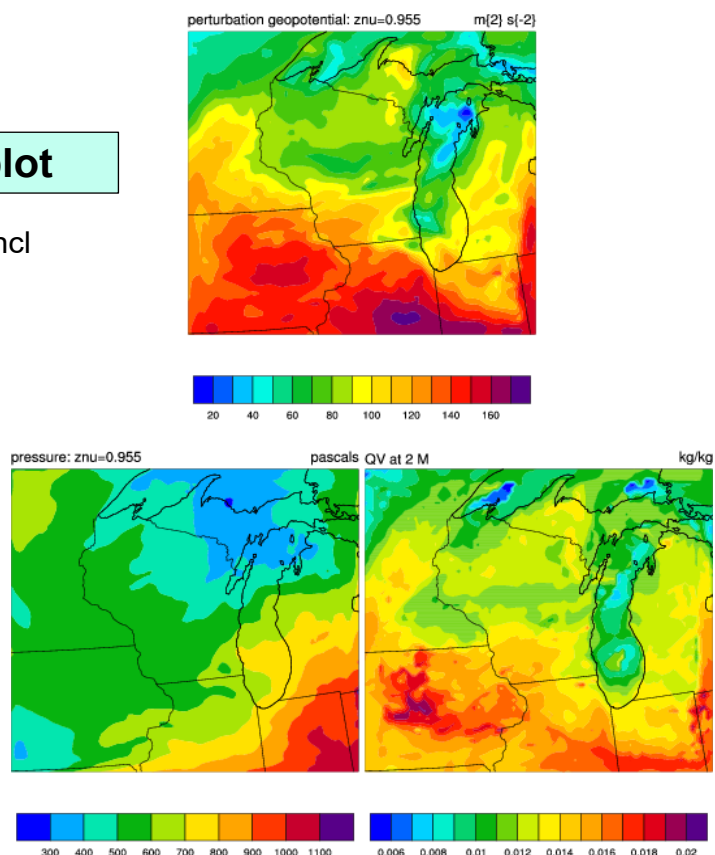 perturbation geopotential: znu=0.955 m{2} s{-2}
lot
ncl
20 40 60 80 100 120 140 160
pressure: znu=0.955 pascals
QV at 2 M kg/kg
300 400 500 600 700 800 900 1000 1100
0.006 0.008 0.01 0.012 0.014 0.016 0.018 0.02